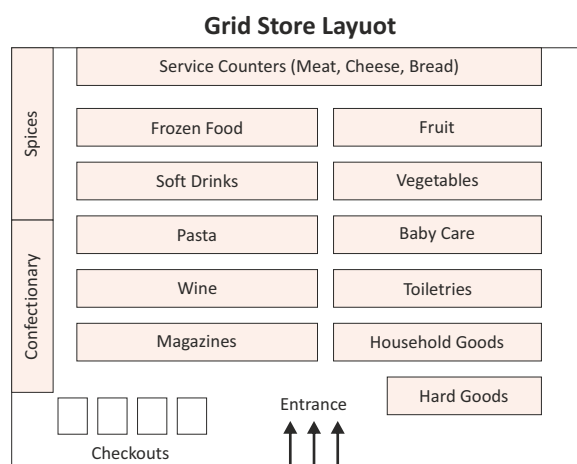 Grid Store Layuot
Service Counters (Meat, Cheese, Bread)
Spices
Frozen Food
Fruit
Soft Drinks
Vegetables
Confectionary
Pasta
Baby Care
Wine
Toiletries
Magazines
Household Goods
Hard Goods
Entrance
Checkouts